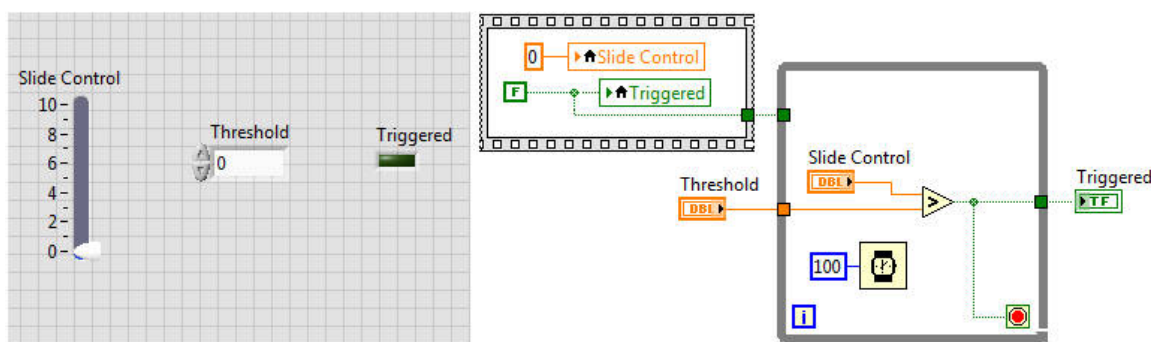 Slide Control
10
8
6
4
2
0
Threshold
0
Triggered
0 Slide Control
F Triggered
Threshold
DBL
Slide Control
DBL
>
100
i
Triggered
TF